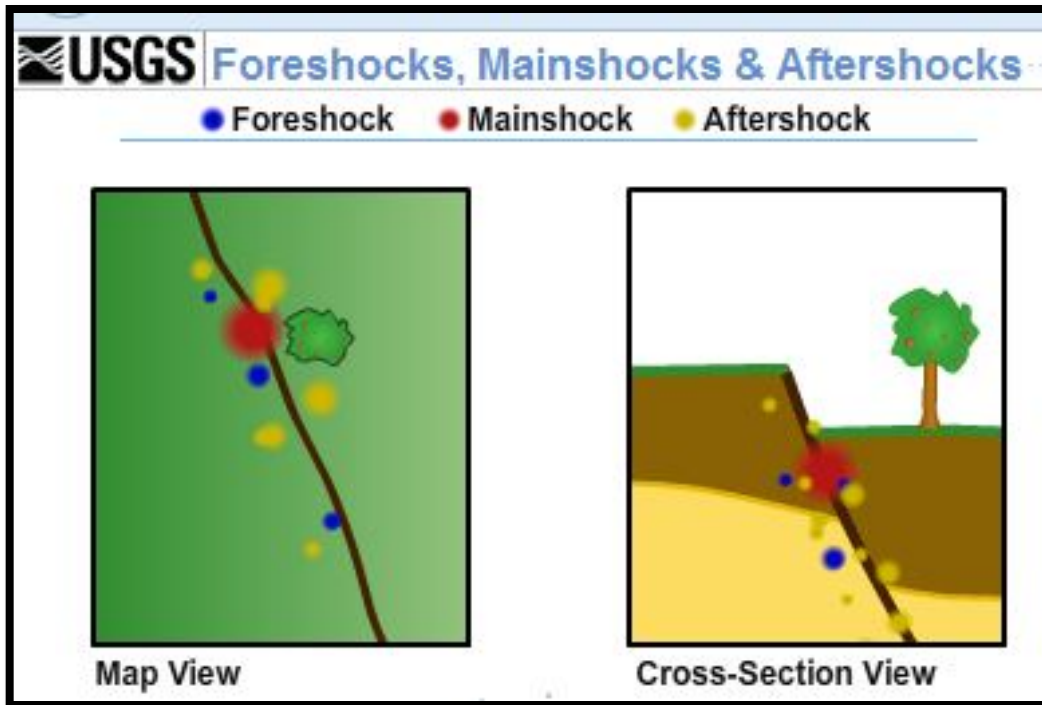 USGS Foreshocks, Mainshocks & Aftershocks
Foreshock Mainshock Aftershock
Map View
Cross-Section View